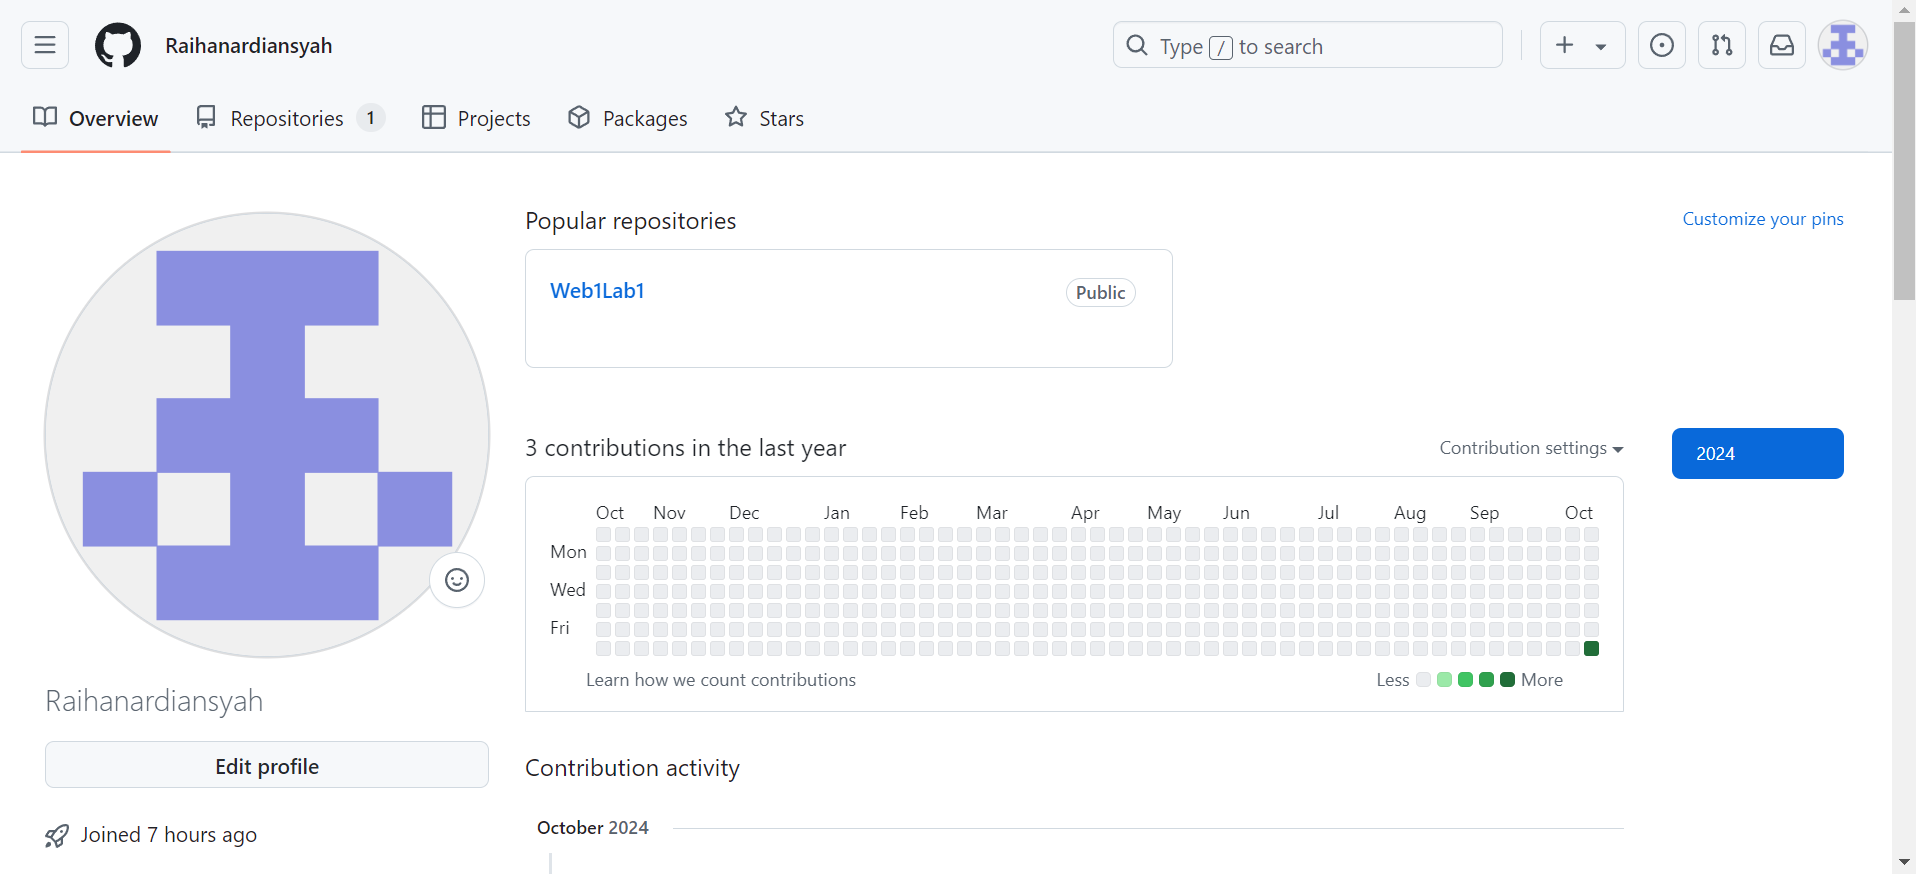 Raihanardiansyah
Type / to search
Overview
Repositories 1
Projects
Packages
Stars
Popular repositories
Customize your pins
Web1Lab1
Public
3 contributions in the last year
Contribution settings
2024
Oct Nov Dec Jan Feb Mar Apr May Jun Jul Aug Sep Oct
Mon
Wed
Fri
Learn how we count contributions
Less More
Raihanardiansyah
Edit profile
Joined 7 hours ago
Contribution activity
October 2024